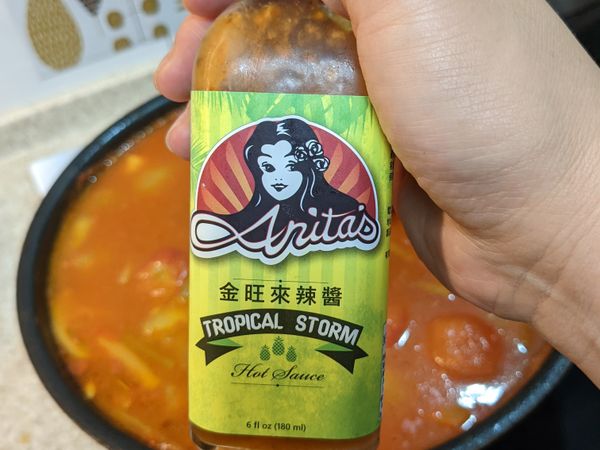 Anita's
金旺來辣醬
TROPICAL STORM
Hot Sauce
6 fl oz (180 ml)